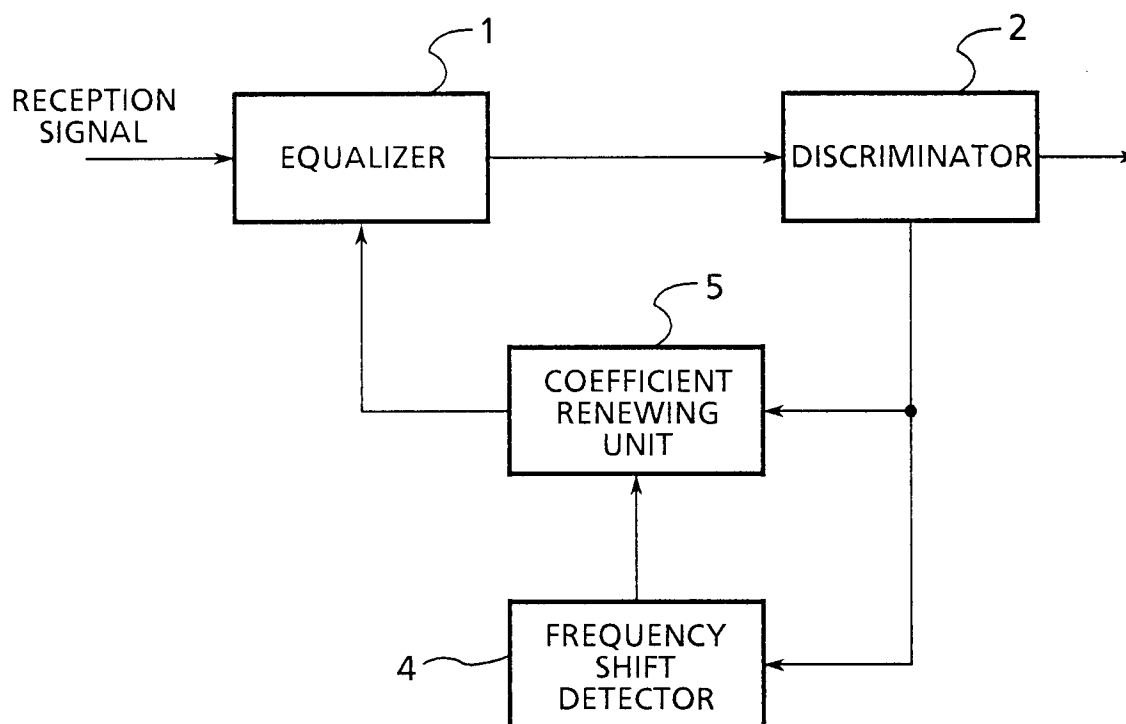 1
2
RECEPTION
SIGNAL
EQUALIZER
DISCRIMINATOR
5
COEFFICIENT
RENEWING
UNIT
4
FREQUENCY
SHIFT
DETECTOR